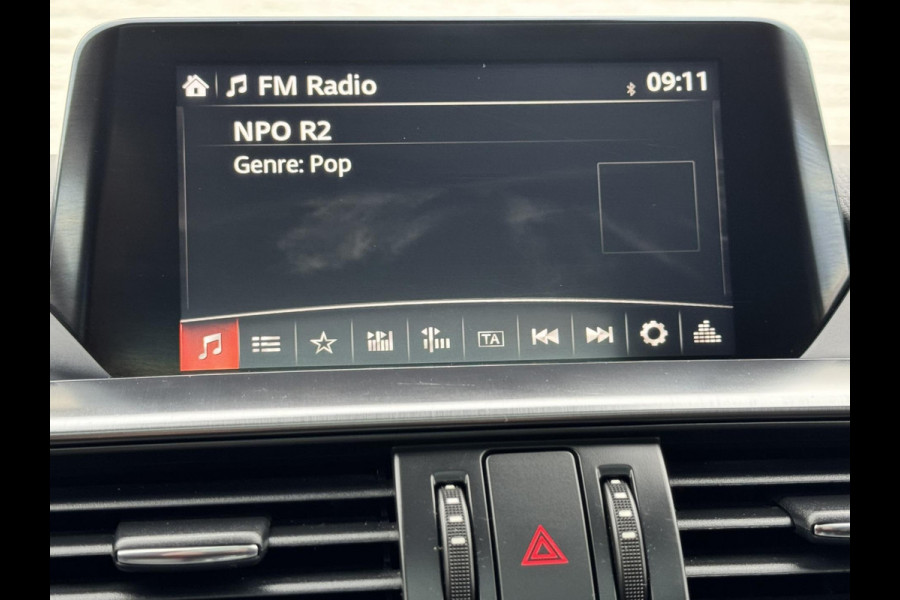 FM Radio
09:11
NPO R2
Genre: Pop
TA